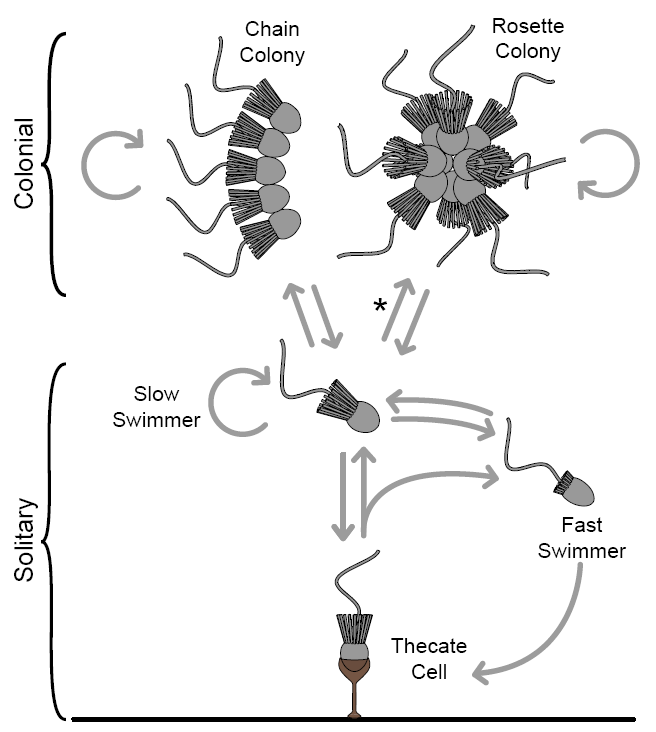 Chain
Colony
Rosette
Colony
Colonial
*
Slow
Swimmer
Solitary
Fast
Swimmer
Thecate
Cell